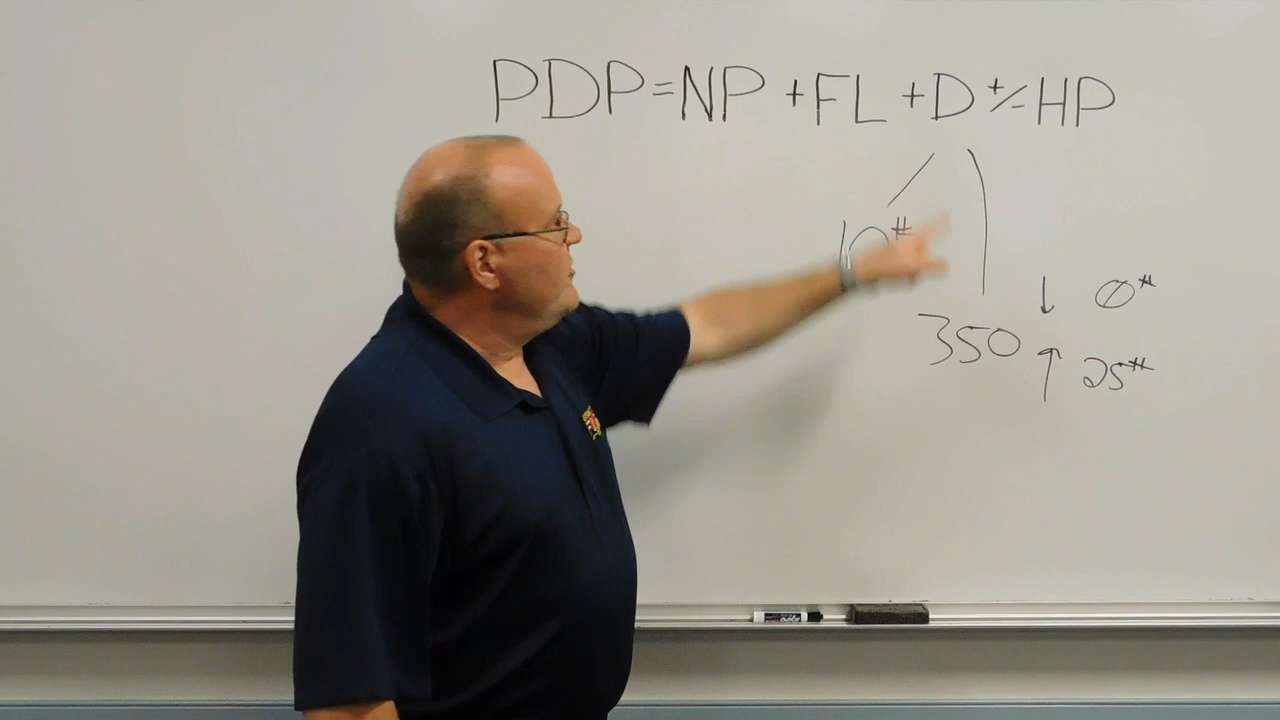 PDP=NP +FL +D +/- HP
10#
↓ 0#
350
↑ 25#